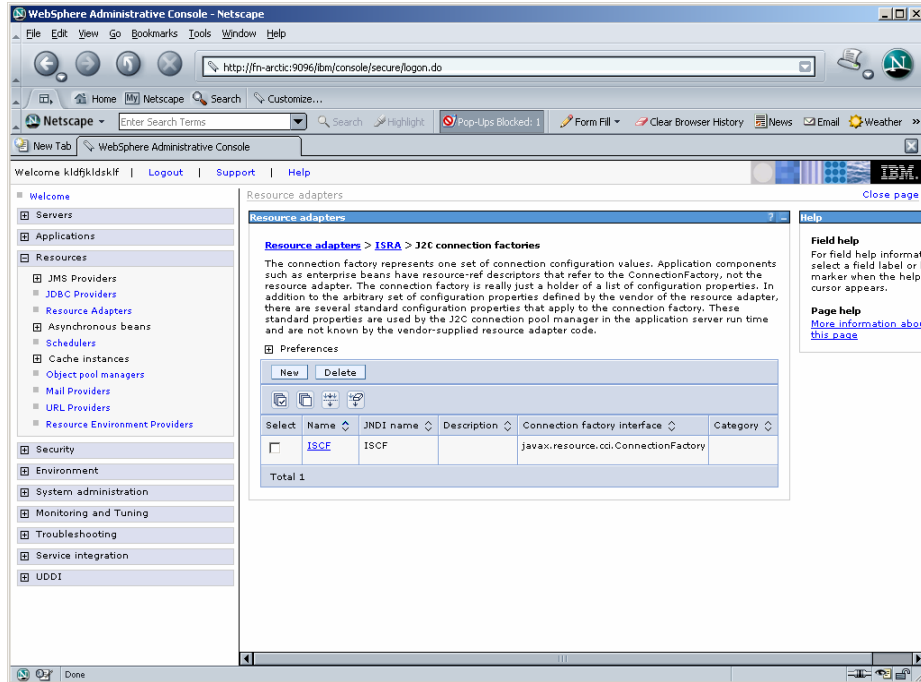 WebSphere Administrative Console - Netscape
File Edit View Go Bookmarks Tools Window Help
http://fn-arctic:9096/ibm/console/secure/logon.do
N
Home My Netscape Search Customize...
Netscape Enter Search Terms Search Highlight Pop-Ups Blocked: 1 Form Fill Clear Browser History News Email Weather »
New Tab WebSphere Administrative Console
Welcome kldfjkldsklf | Logout | Support | Help
IBM.
Welcome
Servers
Applications
Resources
JMS Providers
JDBC Providers
Resource Adapters
Asynchronous beans
Schedulers
Cache instances
Object pool managers
Mail Providers
URL Providers
Resource Environment Providers
Security
Environment
System administration
Monitoring and Tuning
Troubleshooting
Service integration
UDDI
Resource adapters
Close page
Resource adapters ? -
Resource adapters > ISRA > J2C connection factories
The connection factory represents one set of connection configuration values. Application components
such as enterprise beans have resource-ref descriptors that refer to the ConnectionFactory, not the
resource adapter. The connection factory is really just a holder of a list of configuration properties. In
addition to the arbitrary set of configuration properties defined by the vendor of the resource adapter,
there are several standard configuration properties that apply to the connection factory. These
standard properties are used by the J2C connection pool manager in the application server run time
and are not known by the vendor-supplied resource adapter code.
Preferences
New Delete
Select Name JNDI name Description Connection factory interface Category
ISCF ISCF javax.resource.cci.ConnectionFactory
Total 1
Help
Field help
For field help informat
select a field label or
marker when the help
cursor appears.
Page help
More information abou
this page
Done